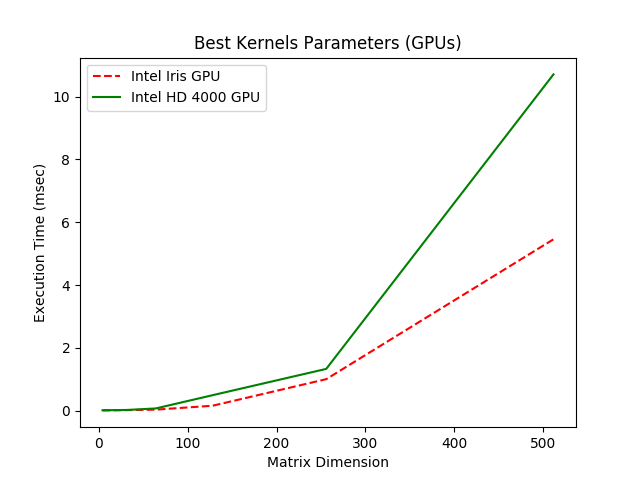 Best Kernels Parameters (GPUs)
Intel Iris GPU
Intel HD 4000 GPU
Execution Time (msec)
10
8
6
4
2
0
0 100 200 300 400 500
Matrix Dimension